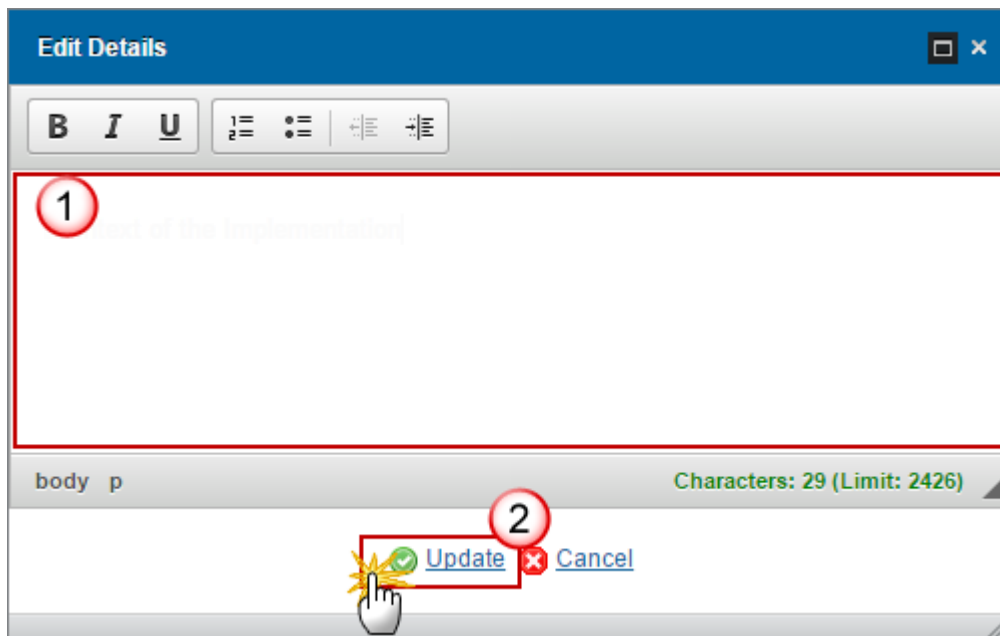 Edit Details
B I U
1
text of the Implementation
body p Characters: 29 (Limit: 2426)
2
Update Cancel